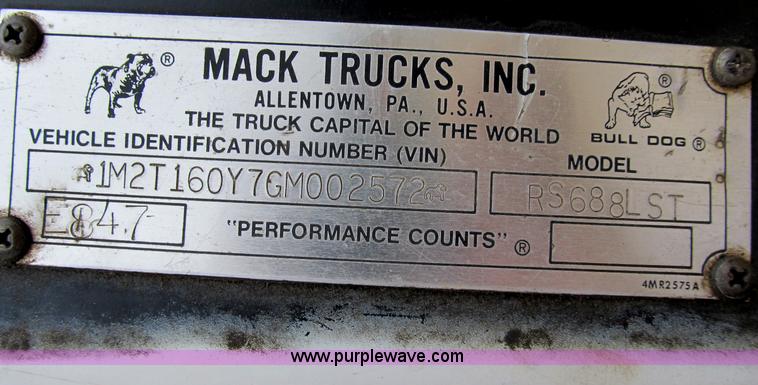 MACK TRUCKS, INC.
ALLENTOWN, PA., U.S.A.
THE TRUCK CAPITAL OF THE WORLD
BULL DOG ®
VEHICLE IDENTIFICATION NUMBER (VIN)
MODEL
1M2T160Y7GM002572
RS688LST
"PERFORMANCE COUNTS" ®
4MR2575A
www.purplewave.com